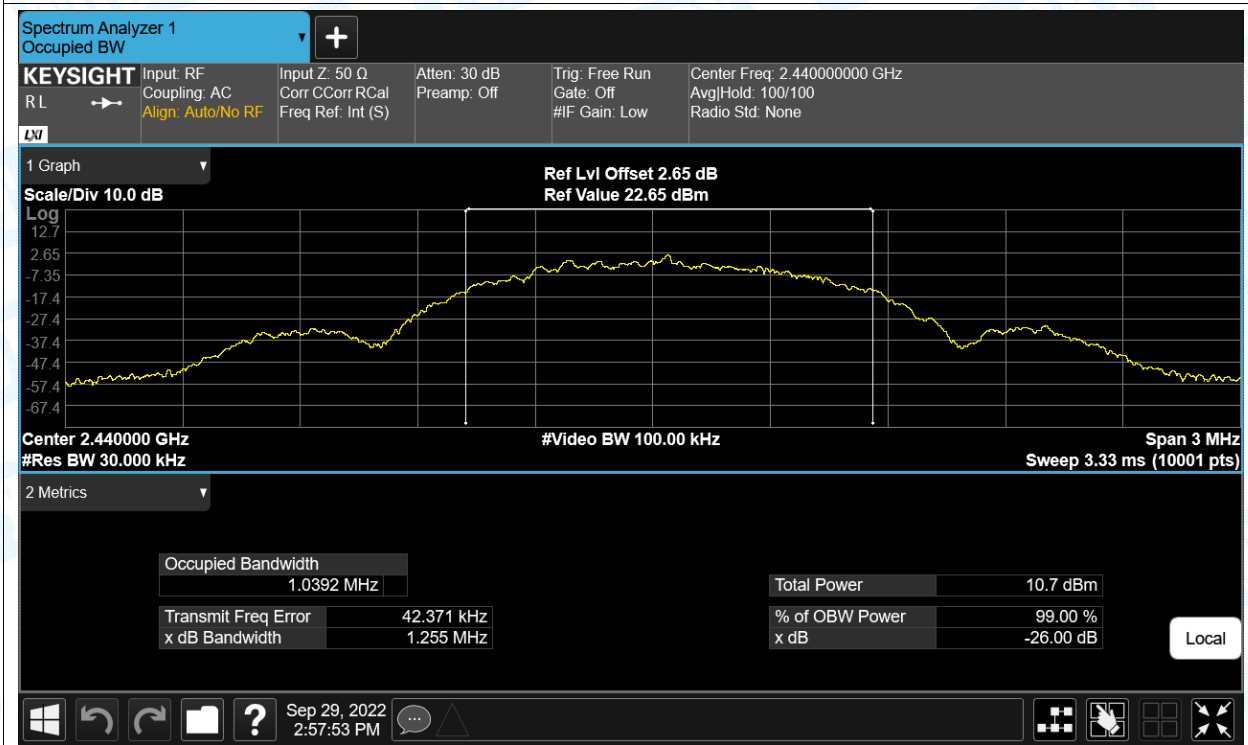 Spectrum Analyzer 1
Occupied BW
KEYSIGHT
R L
LXI
Input: RF
Coupling: AC
Align: Auto/No RF
Input Z: 50 Ω
Corr CCorr RCal
Freq Ref: Int (S)
Atten: 30 dB
Preamp: Off
Trig: Free Run
Gate: Off
#IF Gain: Low
Center Freq: 2.440000000 GHz
Avg|Hold: 100/100
Radio Std: None
1 Graph
Scale/Div 10.0 dB
Ref Lvl Offset 2.65 dB
Ref Value 22.65 dBm
Log
12.7
2.65
-7.35
-17.4
-27.4
-37.4
-47.4
-57.4
-67.4
Center 2.440000 GHz
#Video BW 100.00 kHz
Span 3 MHz
#Res BW 30.000 kHz
Sweep 3.33 ms (10001 pts)
2 Metrics
Occupied Bandwidth
1.0392 MHz
Total Power 10.7 dBm
Transmit Freq Error 42.371 kHz
% of OBW Power 99.00 %
x dB Bandwidth 1.255 MHz
x dB -26.00 dB
Local
?
Sep 29, 2022
2:57:53 PM